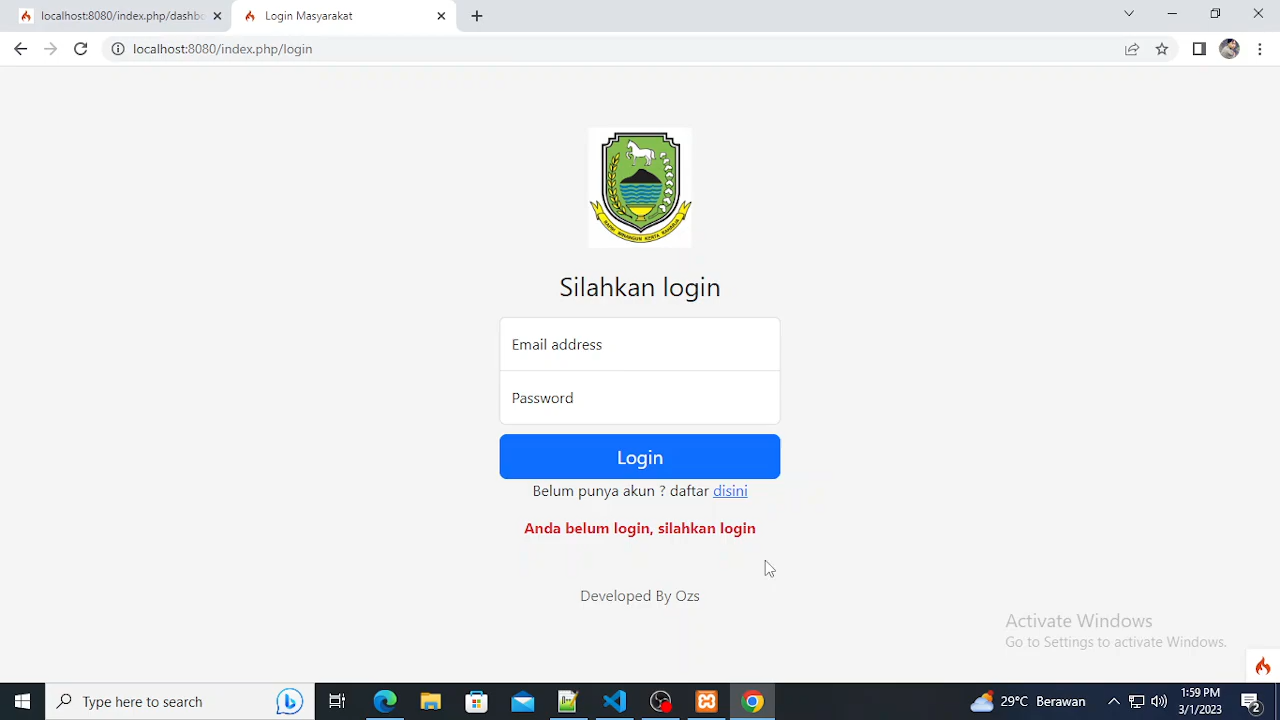 localhost:8080/index.php/dashbo
Login Masyarakat
localhost:8080/index.php/login
Silahkan login
Email address
Password
Login
Belum punya akun ? daftar disini
Anda belum login, silahkan login
Developed By Ozs
Activate Windows
Go to Settings to activate Windows.
Type here to search
29°C Berawan
1:59 PM
3/1/2023
2